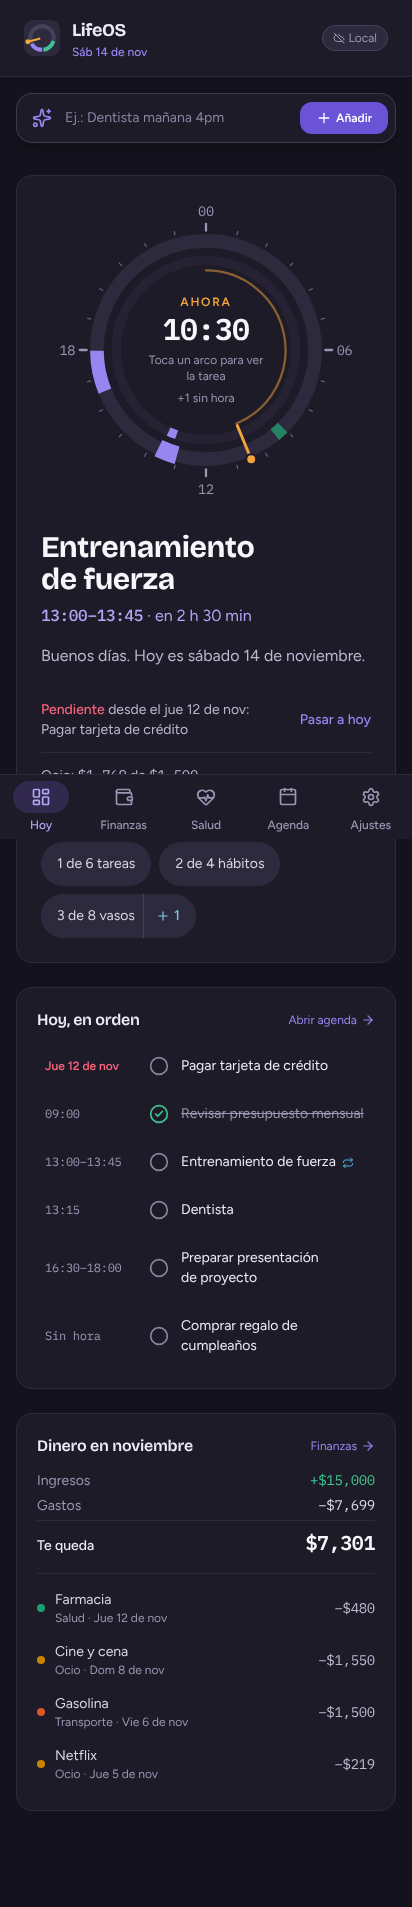 LifeOS
Sáb 14 de nov
Local
Ej.: Dentista mañana 4pm
Añadir
00
AHORA
10:30
18
06
Toca un arco para ver
la tarea
+1 sin hora
12
Entrenamiento
de fuerza
13:00–13:45 · en 2 h 30 min
Buenos días. Hoy es sábado 14 de noviembre.
Pendiente desde el jue 12 de nov:
Pagar tarjeta de crédito
Pasar a hoy
Hoy
Finanzas
Salud
Agenda
Ajustes
1 de 6 tareas
2 de 4 hábitos
3 de 8 vasos
+ 1
Hoy, en orden
Abrir agenda →
Jue 12 de nov Pagar tarjeta de crédito
09:00 Revisar presupuesto mensual
13:00–13:45 Entrenamiento de fuerza
13:15 Dentista
16:30–18:00 Preparar presentación
de proyecto
Sin hora Comprar regalo de
cumpleaños
Dinero en noviembre
Finanzas →
Ingresos +$15,000
Gastos −$7,699
Te queda $7,301
Farmacia
Salud · Jue 12 de nov
−$480
Cine y cena
Ocio · Dom 8 de nov
−$1,550
Gasolina
Transporte · Vie 6 de nov
−$1,500
Netflix
Ocio · Jue 5 de nov
−$219